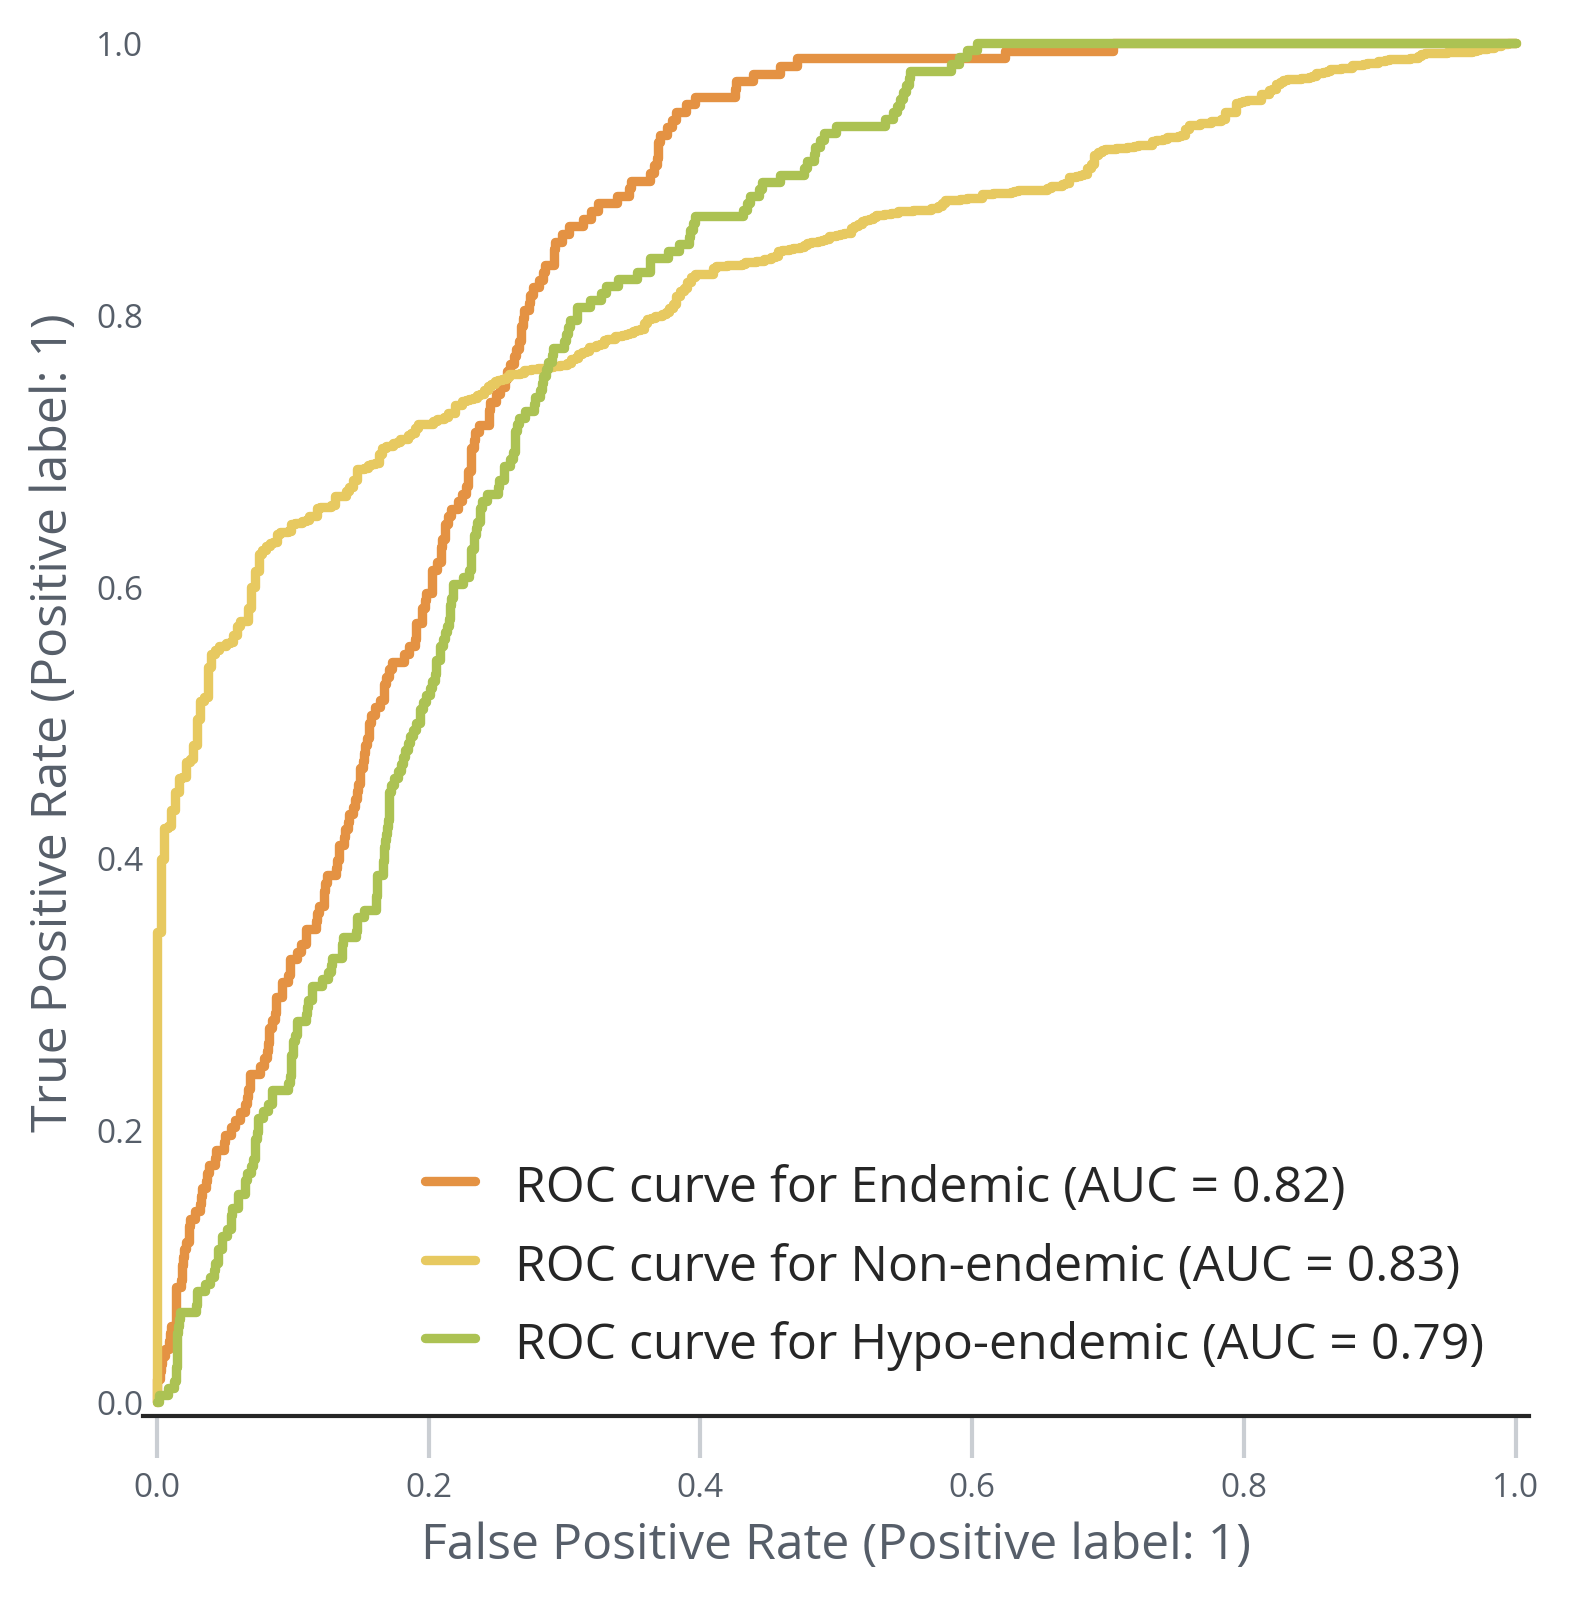 1.0
0.8
0.6
0.4
0.2
0.0
True Positive Rate (Positive label: 1)
ROC curve for Endemic (AUC = 0.82)
ROC curve for Non-endemic (AUC = 0.83)
ROC curve for Hypo-endemic (AUC = 0.79)
0.0 0.2 0.4 0.6 0.8 1.0
False Positive Rate (Positive label: 1)